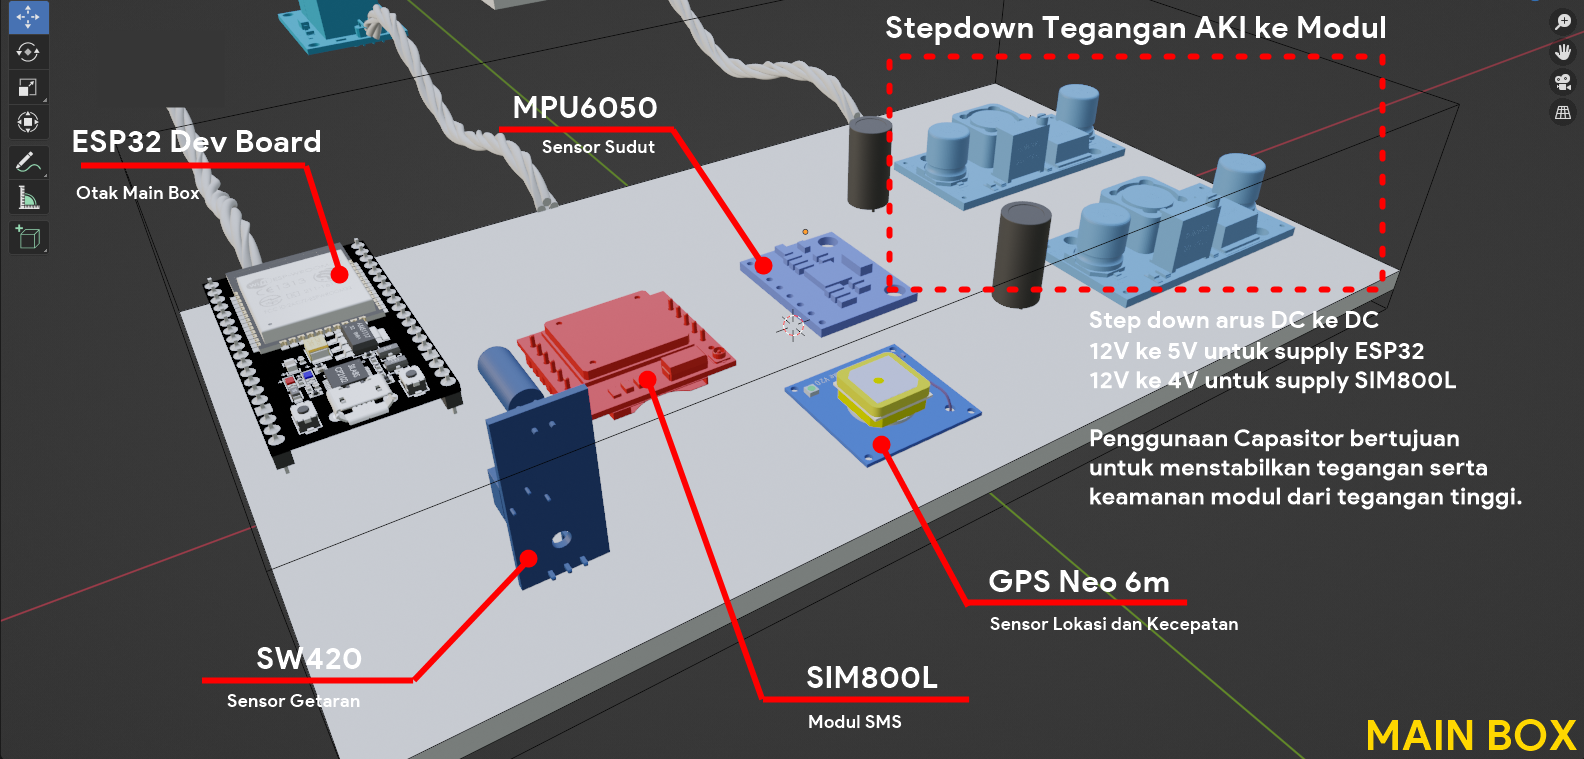 Stepdown Tegangan AKI ke Modul
MPU6050
Sensor Sudut
ESP32 Dev Board
Otak Main Box
Step down arus DC ke DC
12V ke 5V untuk supply ESP32
12V ke 4V untuk supply SIM800L
Penggunaan Capasitor bertujuan
untuk menstabilkan tegangan serta
keamanan modul dari tegangan tinggi.
GPS Neo 6m
Sensor Lokasi dan Kecepatan
SW420
Sensor Getaran
SIM800L
Modul SMS
MAIN BOX